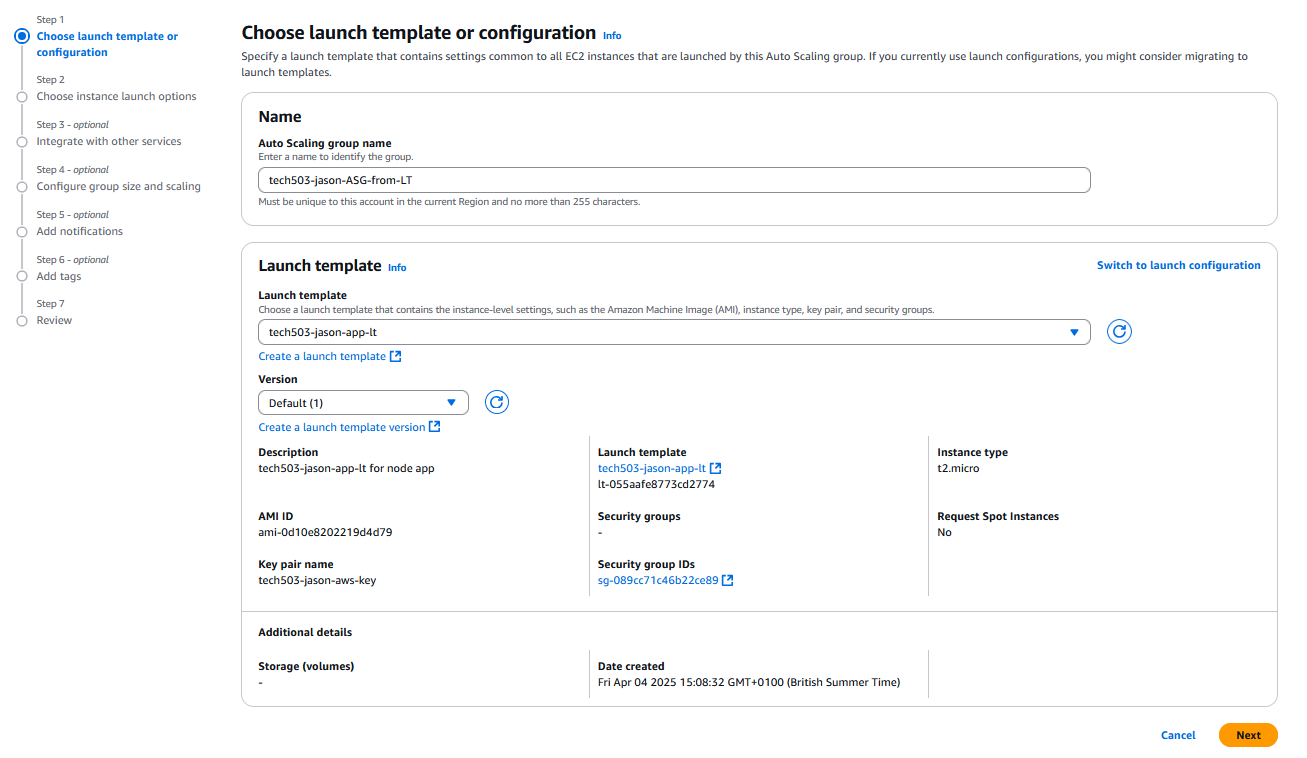 Step 1
Choose launch template or
configuration
Step 2
Choose instance launch options
Step 3 - optional
Integrate with other services
Step 4 - optional
Configure group size and scaling
Step 5 - optional
Add notifications
Step 6 - optional
Add tags
Step 7
Review
Choose launch template or configuration Info
Specify a launch template that contains settings common to all EC2 instances that are launched by this Auto Scaling group. If you currently use launch configurations, you might consider migrating to
launch templates.
Name
Auto Scaling group name
Enter a name to identify the group.
tech503-jason-ASG-from-LT
Must be unique to this account in the current Region and no more than 255 characters.
Launch template Info
Switch to launch configuration
Launch template
Choose a launch template that contains the instance-level settings, such as the Amazon Machine Image (AMI), instance type, key pair, and security groups.
tech503-jason-app-lt
Create a launch template
Version
Default (1)
Create a launch template version
Description
tech503-jason-app-lt for node app
Launch template
tech503-jason-app-lt
lt-055aafe8773cd2774
Instance type
t2.micro
AMI ID
ami-0d10e8202219d4d79
Security groups
-
Request Spot Instances
No
Key pair name
tech503-jason-aws-key
Security group IDs
sg-089cc71c46b22ce89
Additional details
Storage (volumes)
-
Date created
Fri Apr 04 2025 15:08:32 GMT+0100 (British Summer Time)
Cancel
Next